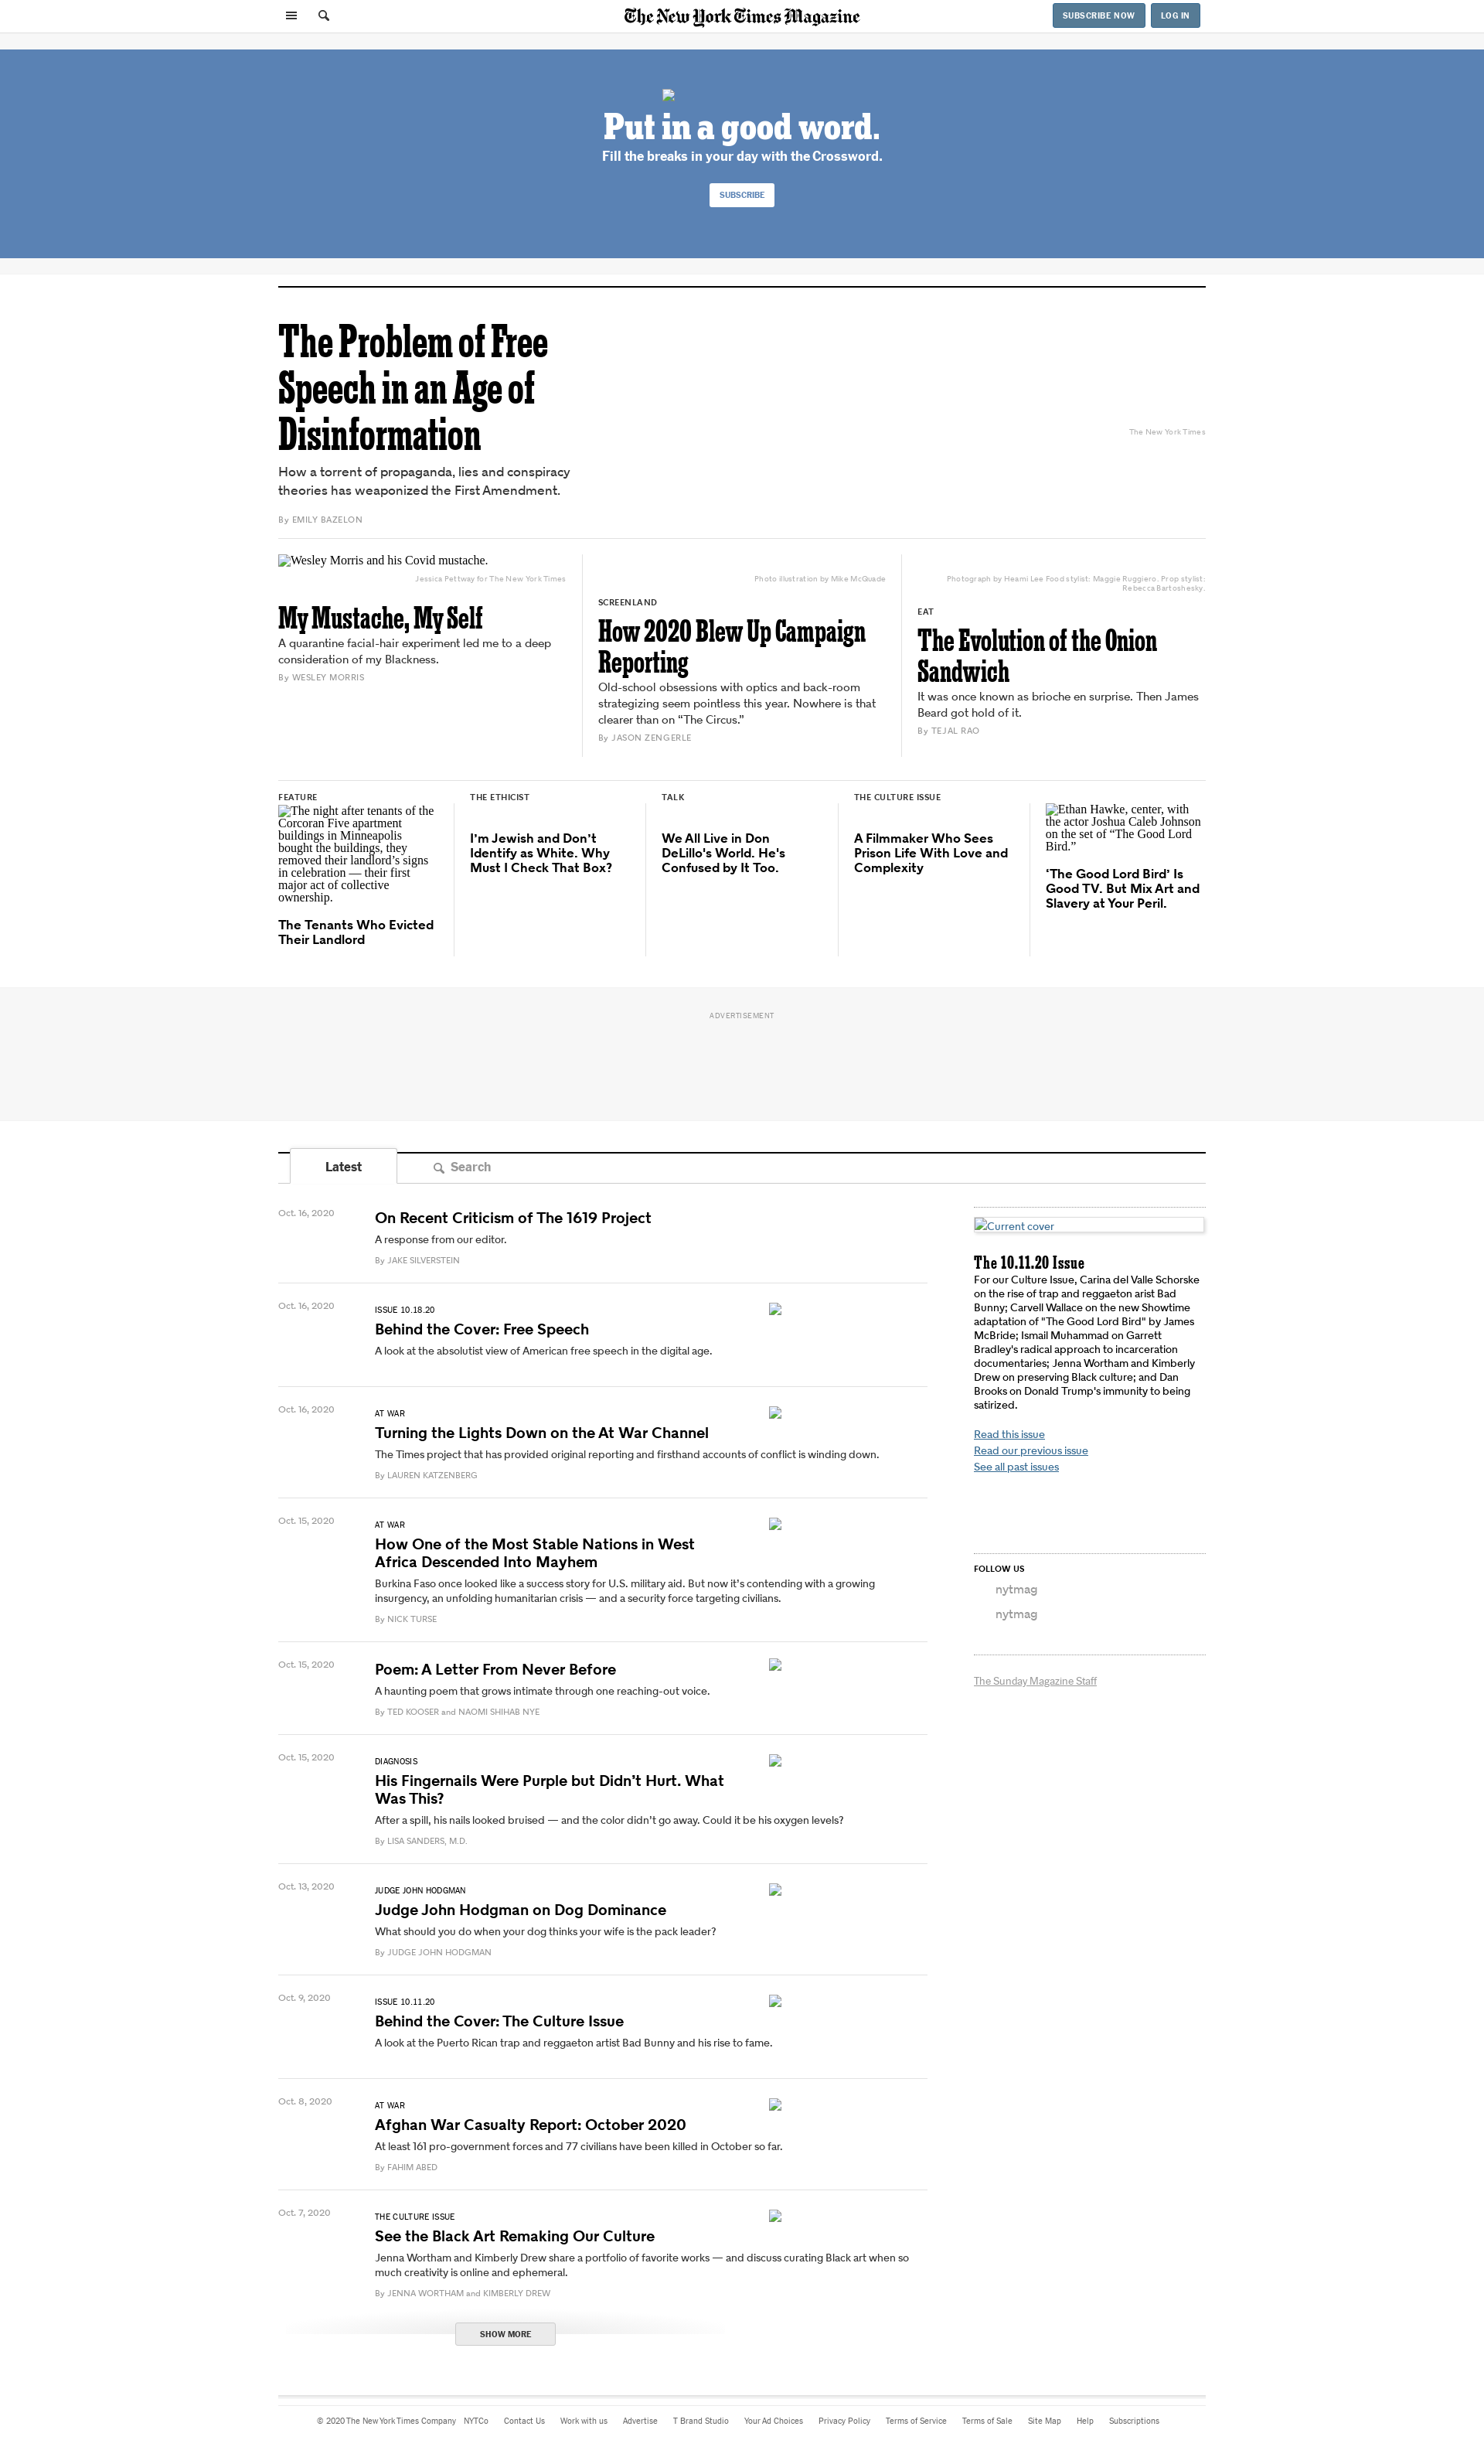 The New York Times Magazine
SUBSCRIBE NOW
LOG IN
Put in a good word.
Fill the breaks in your day with the Crossword.
SUBSCRIBE
The Problem of Free
Speech in an Age of
Disinformation
How a torrent of propaganda, lies and conspiracy
theories has weaponized the First Amendment.
By EMILY BAZELON
The New York Times
Wesley Morris and his Covid mustache.
Jessica Pettway for The New York Times
My Mustache, My Self
A quarantine facial-hair experiment led me to a deep
consideration of my Blackness.
By WESLEY MORRIS
Photo illustration by Mike McQuade
SCREENLAND
How 2020 Blew Up Campaign
Reporting
Old-school obsessions with optics and back-room
strategizing seem pointless this year. Nowhere is that
clearer than on “The Circus.”
By JASON ZENGERLE
Photograph by Heami Lee Food stylist: Maggie Ruggiero. Prop stylist:
Rebecca Bartoshesky.
EAT
The Evolution of the Onion
Sandwich
It was once known as brioche en surprise. Then James
Beard got hold of it.
By TEJAL RAO
FEATURE
The night after tenants of the
Corcoran Five apartment
buildings in Minneapolis
bought the buildings, they
removed their landlord’s signs
in celebration — their first
major act of collective
ownership.
The Tenants Who Evicted
Their Landlord
THE ETHICIST
I’m Jewish and Don’t
Identify as White. Why
Must I Check That Box?
TALK
We All Live in Don
DeLillo's World. He's
Confused by It Too.
THE CULTURE ISSUE
A Filmmaker Who Sees
Prison Life With Love and
Complexity
Ethan Hawke, center, with
the actor Joshua Caleb Johnson
on the set of “The Good Lord
Bird.”
‘The Good Lord Bird’ Is
Good TV. But Mix Art and
Slavery at Your Peril.
ADVERTISEMENT
Latest
Search
Oct. 16, 2020
On Recent Criticism of The 1619 Project
A response from our editor.
By JAKE SILVERSTEIN
Oct. 16, 2020
ISSUE 10.18.20
Behind the Cover: Free Speech
A look at the absolutist view of American free speech in the digital age.
Oct. 16, 2020
AT WAR
Turning the Lights Down on the At War Channel
The Times project that has provided original reporting and firsthand accounts of conflict is winding down.
By LAUREN KATZENBERG
Oct. 15, 2020
AT WAR
How One of the Most Stable Nations in West
Africa Descended Into Mayhem
Burkina Faso once looked like a success story for U.S. military aid. But now it’s contending with a growing
insurgency, an unfolding humanitarian crisis — and a security force targeting civilians.
By NICK TURSE
Oct. 15, 2020
Poem: A Letter From Never Before
A haunting poem that grows intimate through one reaching-out voice.
By TED KOOSER and NAOMI SHIHAB NYE
Oct. 15, 2020
DIAGNOSIS
His Fingernails Were Purple but Didn’t Hurt. What
Was This?
After a spill, his nails looked bruised — and the color didn’t go away. Could it be his oxygen levels?
By LISA SANDERS, M.D.
Oct. 13, 2020
JUDGE JOHN HODGMAN
Judge John Hodgman on Dog Dominance
What should you do when your dog thinks your wife is the pack leader?
By JUDGE JOHN HODGMAN
Oct. 9, 2020
ISSUE 10.11.20
Behind the Cover: The Culture Issue
A look at the Puerto Rican trap and reggaeton artist Bad Bunny and his rise to fame.
Oct. 8, 2020
AT WAR
Afghan War Casualty Report: October 2020
At least 161 pro-government forces and 77 civilians have been killed in October so far.
By FAHIM ABED
Oct. 7, 2020
THE CULTURE ISSUE
See the Black Art Remaking Our Culture
Jenna Wortham and Kimberly Drew share a portfolio of favorite works — and discuss curating Black art when so
much creativity is online and ephemeral.
By JENNA WORTHAM and KIMBERLY DREW
SHOW MORE
Current cover
The 10.11.20 Issue
For our Culture Issue, Carina del Valle Schorske
on the rise of trap and reggaeton arist Bad
Bunny; Carvell Wallace on the new Showtime
adaptation of "The Good Lord Bird" by James
McBride; Ismail Muhammad on Garrett
Bradley's radical approach to incarceration
documentaries; Jenna Wortham and Kimberly
Drew on preserving Black culture; and Dan
Brooks on Donald Trump's immunity to being
satirized.
Read this issue
Read our previous issue
See all past issues
FOLLOW US
nytmag
nytmag
The Sunday Magazine Staff
© 2020 The New York Times Company NYTCo Contact Us Work with us Advertise T Brand Studio Your Ad Choices Privacy Policy Terms of Service Terms of Sale Site Map Help Subscriptions